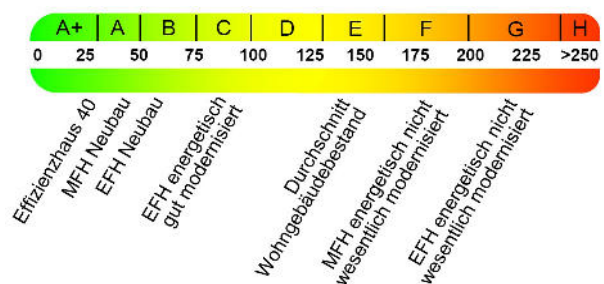 A+ A B C D E F G H
0 25 50 75 100 125 150 175 200 225 >250
Effizienzhaus 40
MFH Neubau
EFH Neubau
EFH energetisch
gut modernisiert
Durchschnitt
Wohngebäudebestand
MFH energetisch nicht
wesentlich modernisiert
EFH energetisch nicht
wesentlich modernisiert